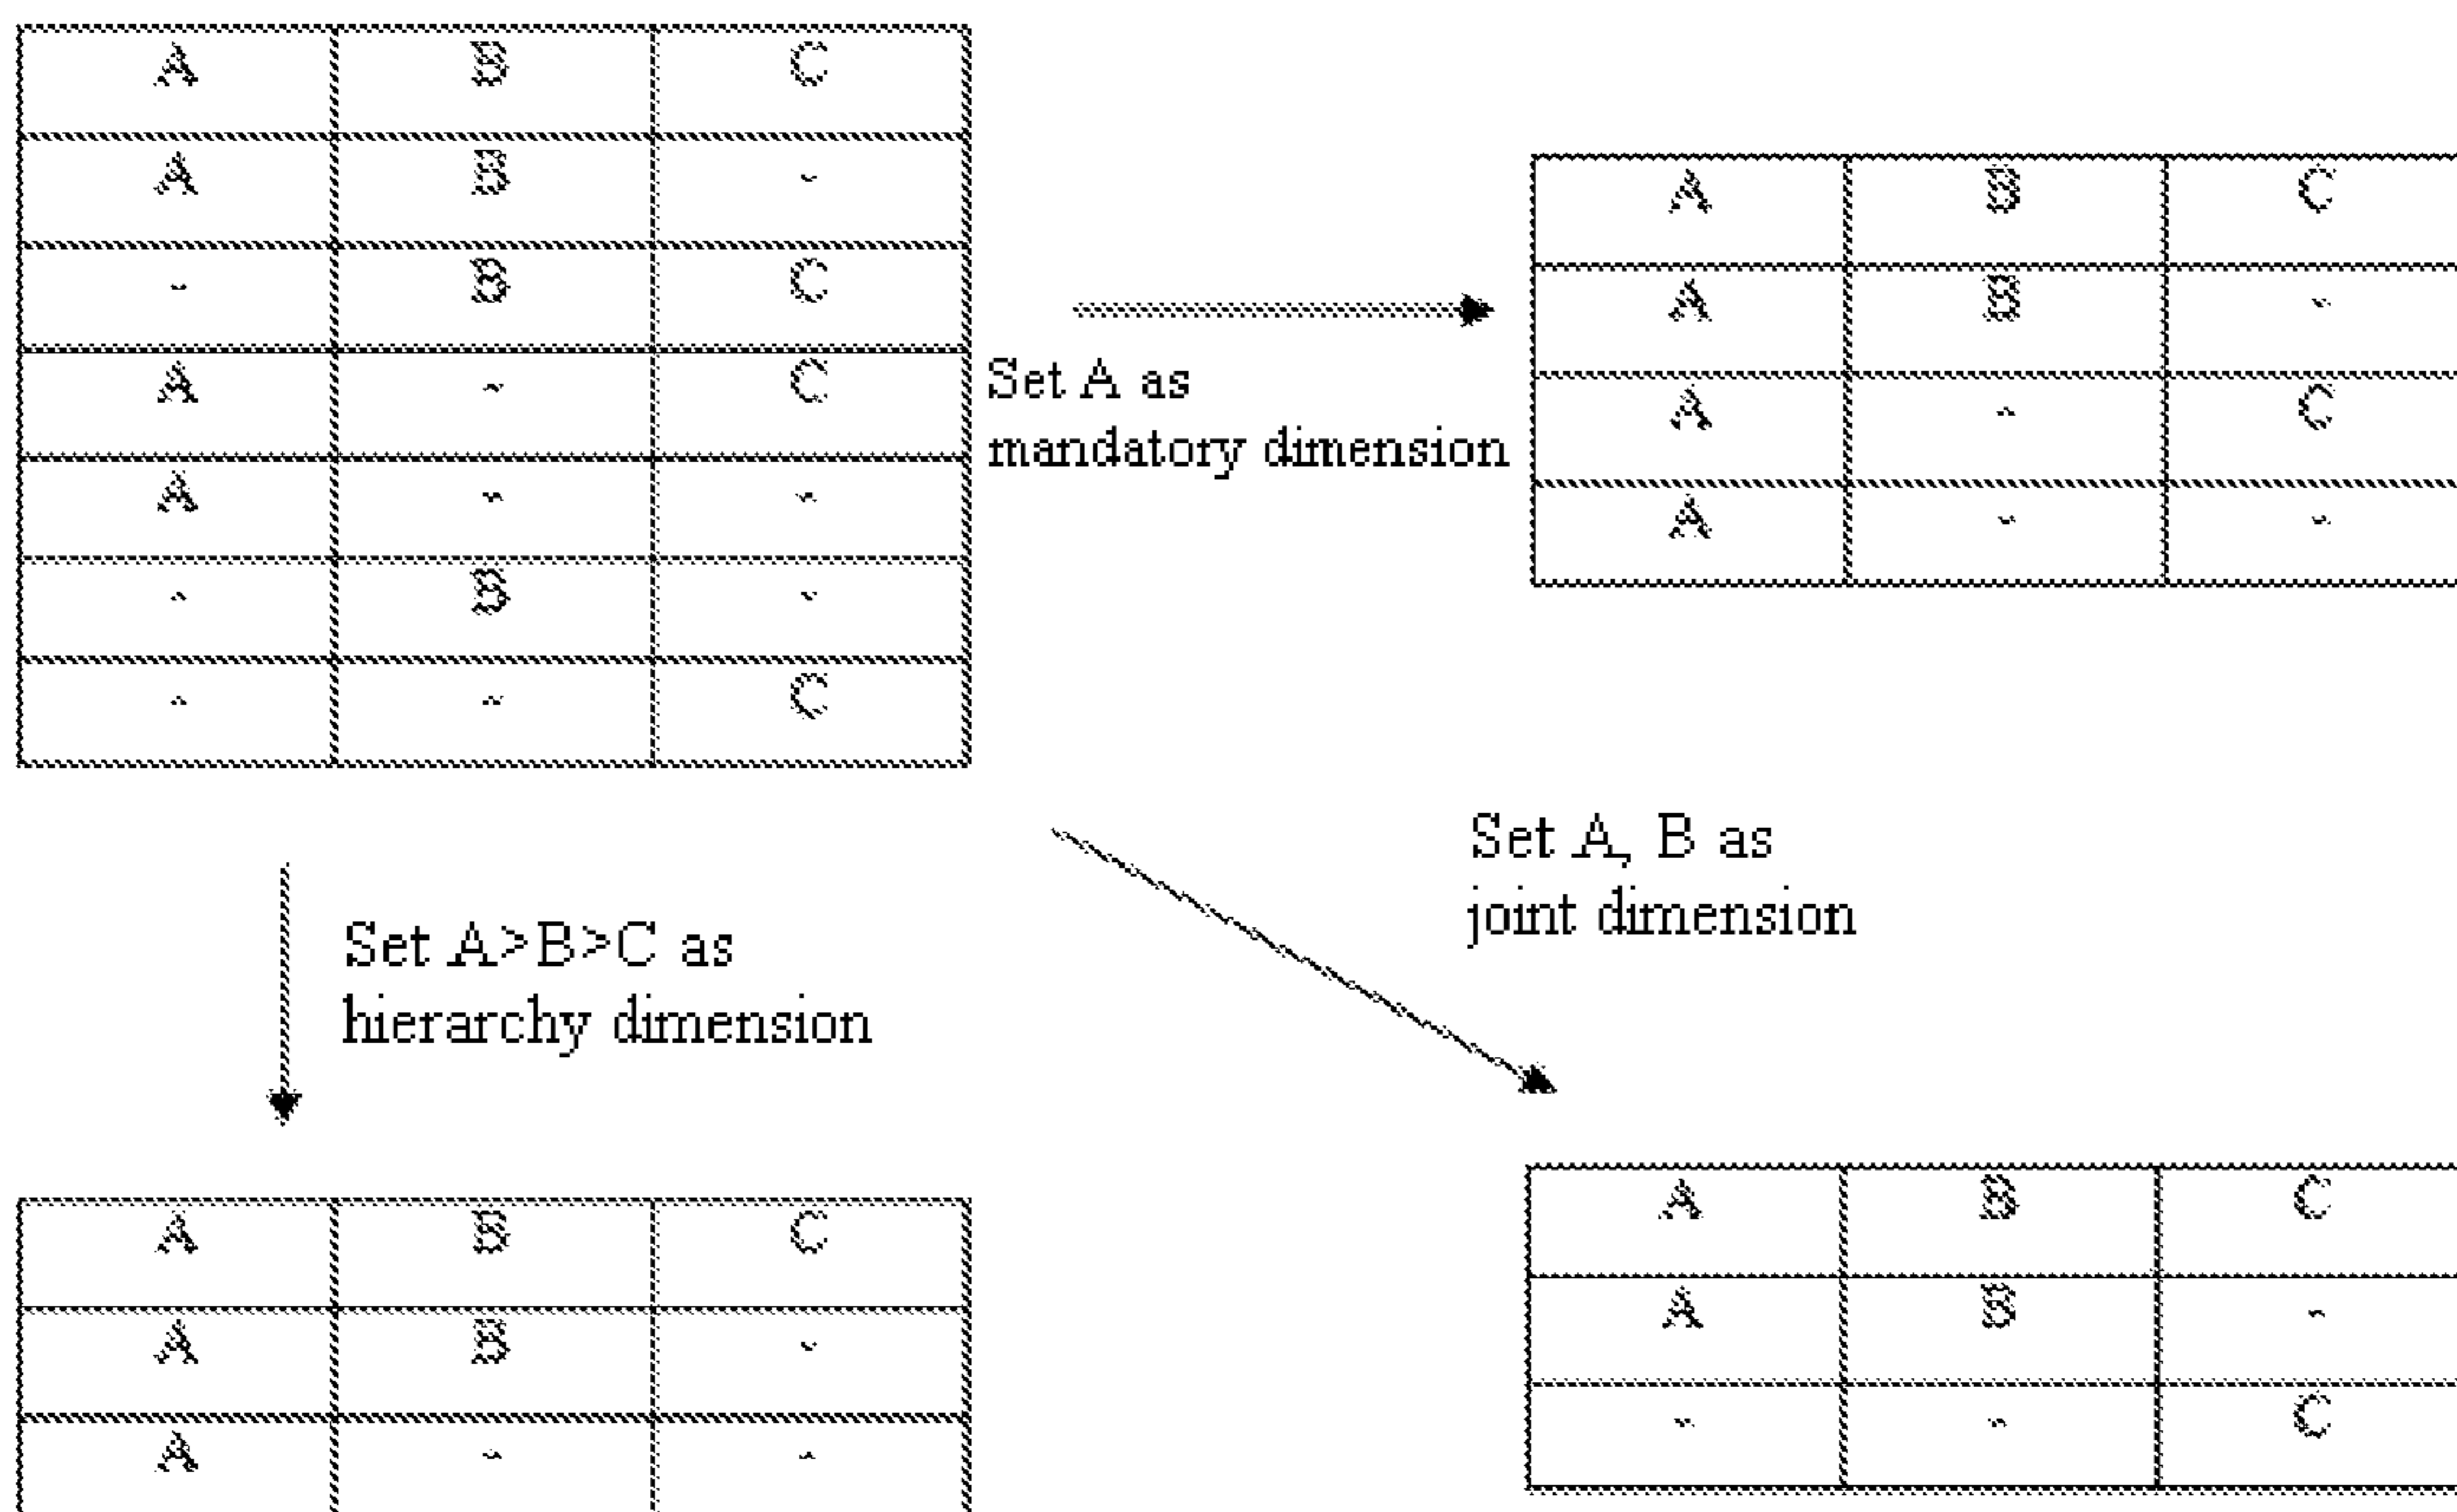 A B C
A B -
- B C
A - C
A - -
- B -
- - C
Set A as
mandatory dimension
A B C
A B -
A - C
A - -
Set A>B>C as
hierarchy dimension
Set A, B as
joint dimension
A B C
A B -
A - -
A B C
A B -
- - C